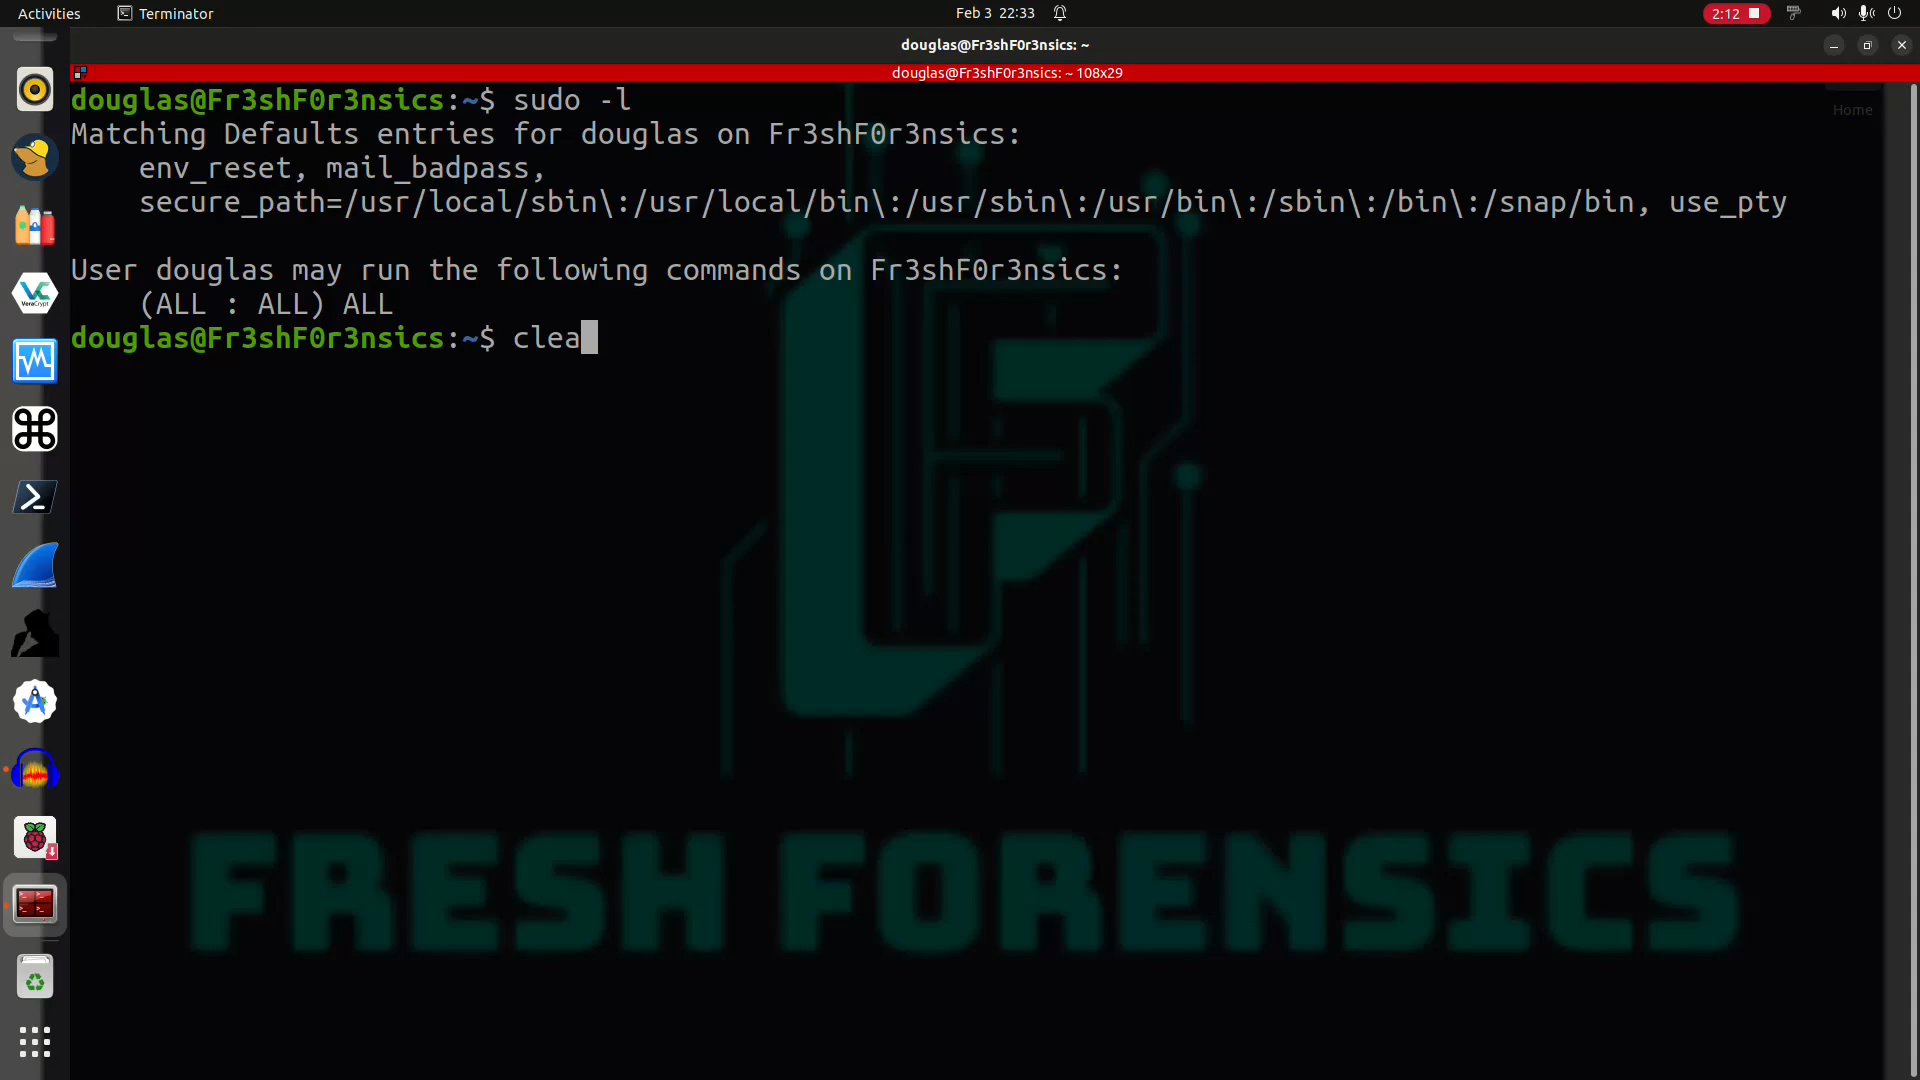 Activities
Terminator
Feb 3 22:33
2:12
douglas@Fr3shF0r3nsics: ~
douglas@Fr3shF0r3nsics: ~ 108x29
Home
douglas@Fr3shF0r3nsics:~$ sudo -l
Matching Defaults entries for douglas on Fr3shF0r3nsics:
env_reset, mail_badpass,
secure_path=/usr/local/sbin\:/usr/local/bin\:/usr/sbin\:/usr/bin\:/sbin\:/bin\:/snap/bin, use_pty
User douglas may run the following commands on Fr3shF0r3nsics:
(ALL : ALL) ALL
douglas@Fr3shF0r3nsics:~$ clea
VeraCrypt
FRESH FORENSICS